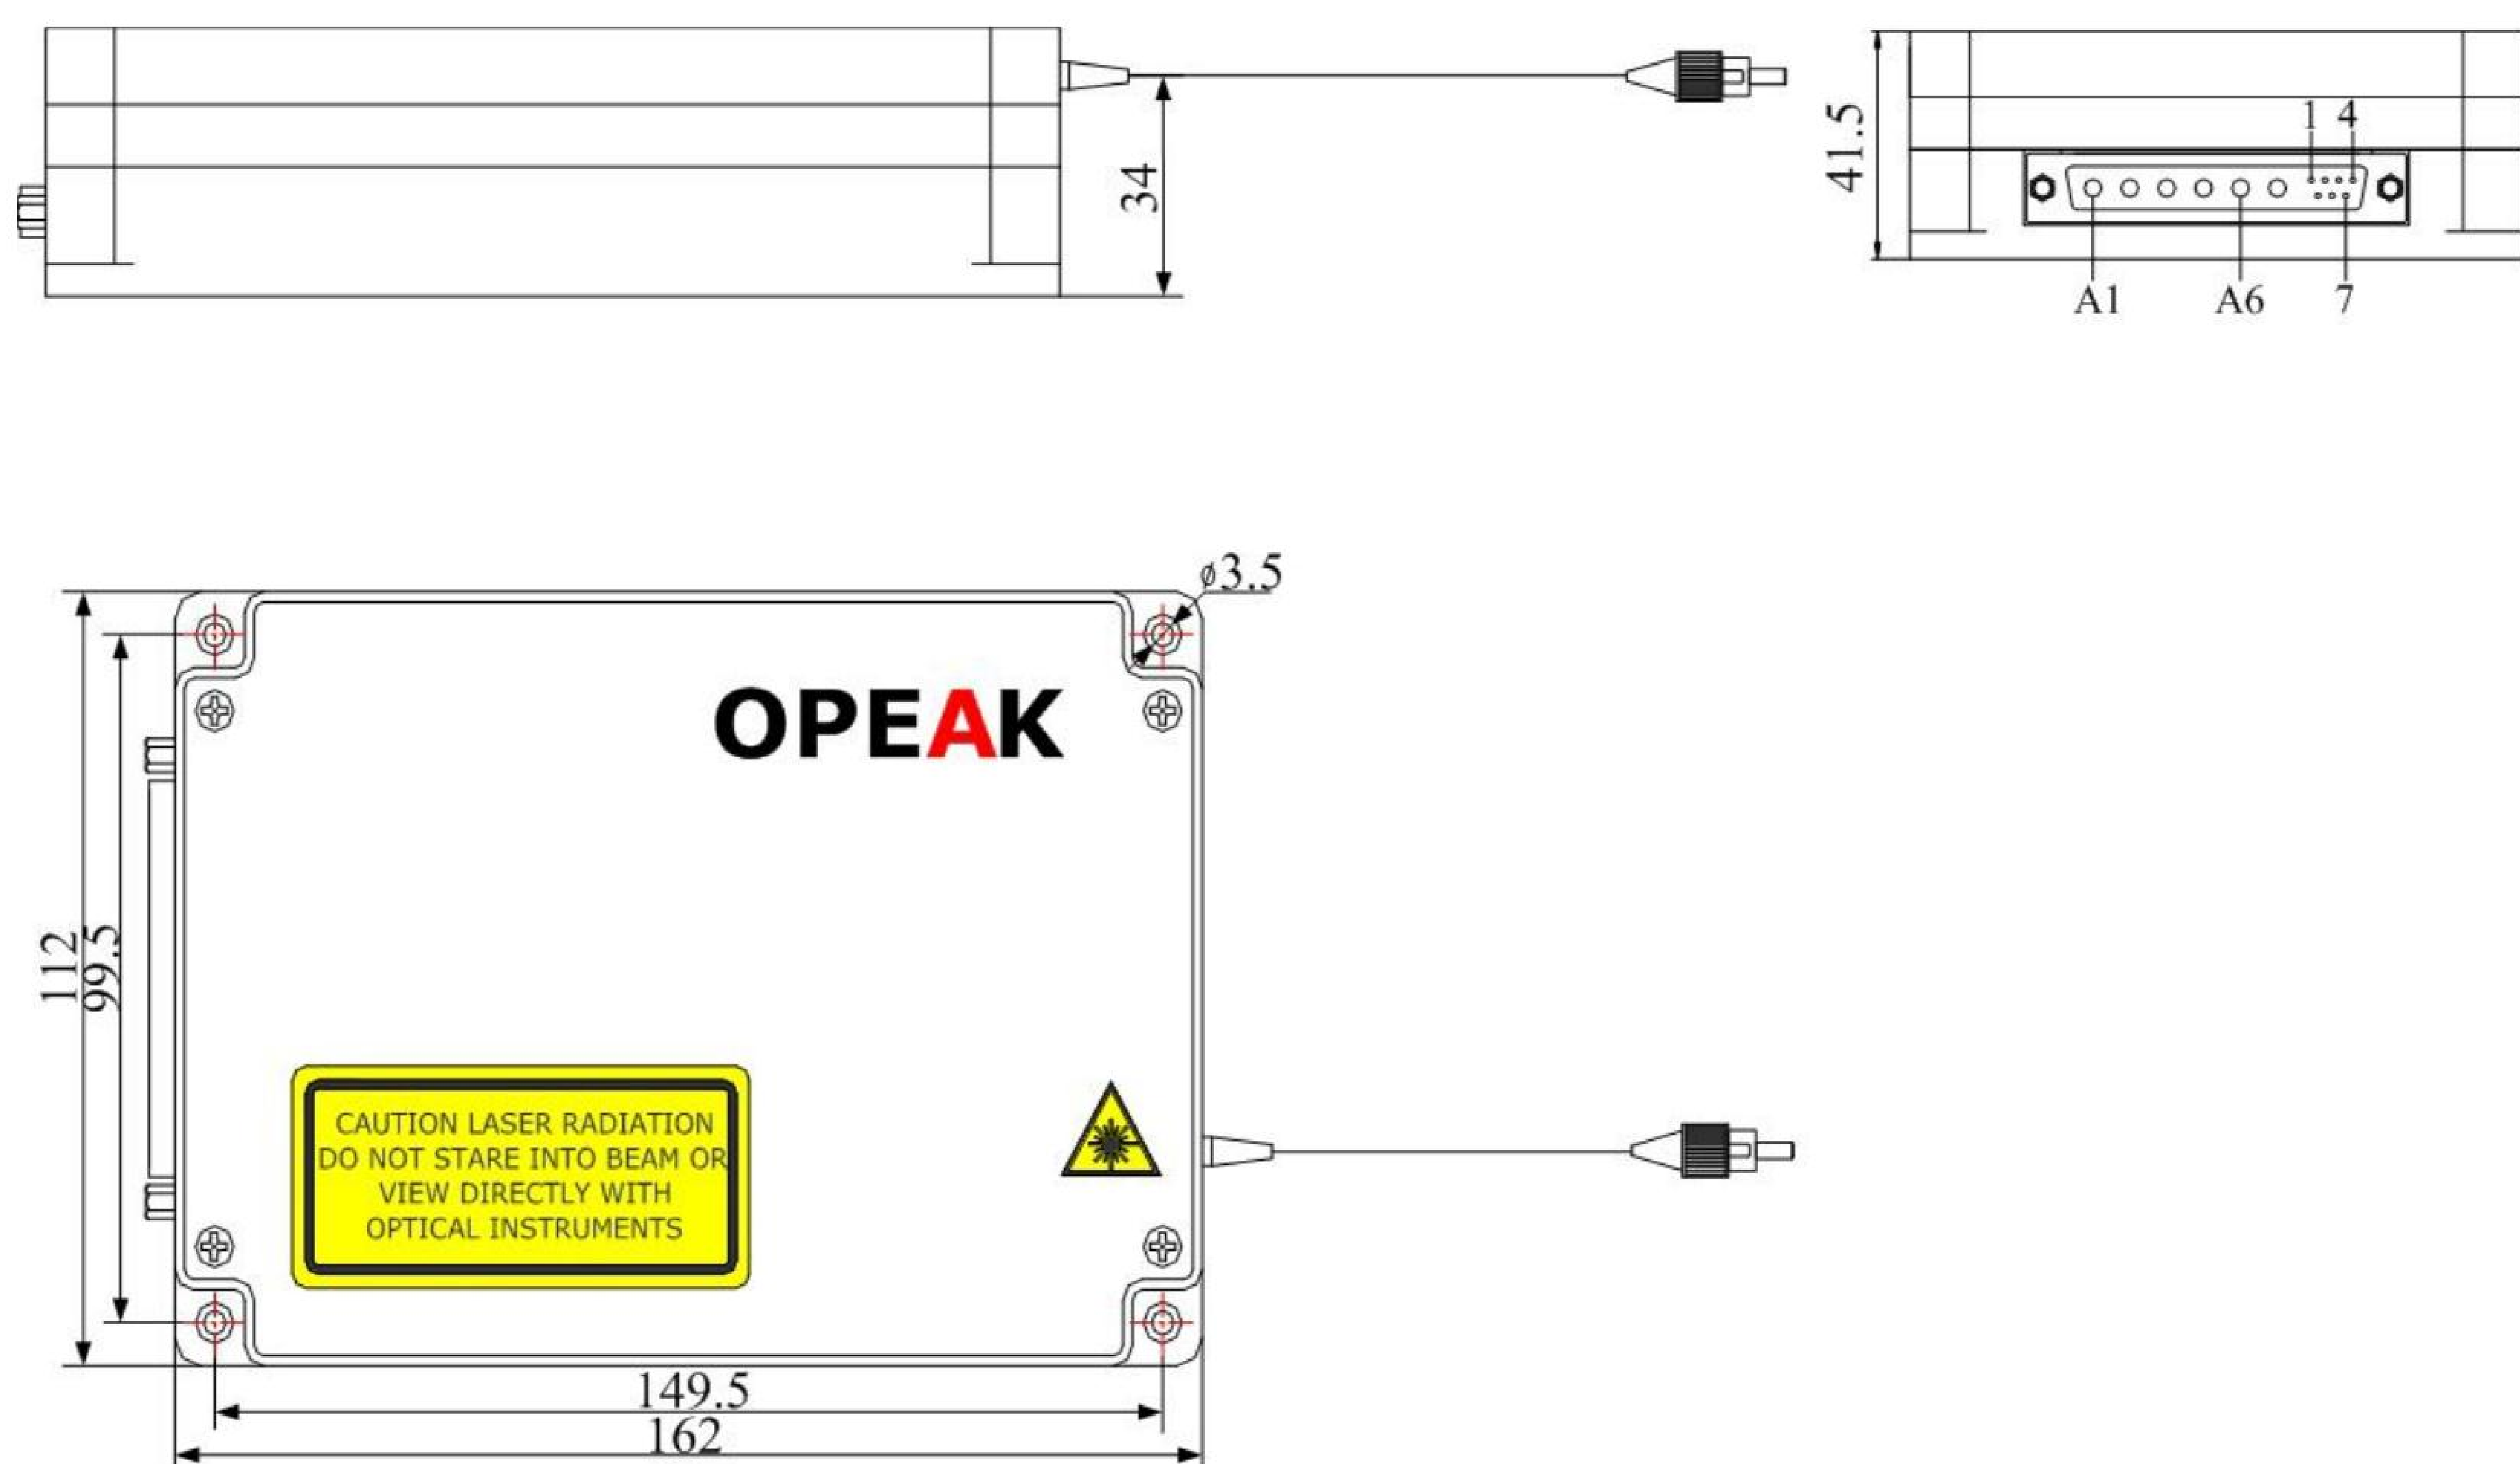 34
41.5
1 4
A1 A6 7
ø3.5
OPEAK
112
99.5
CAUTION LASER RADIATION
DO NOT STARE INTO BEAM OR
VIEW DIRECTLY WITH
OPTICAL INSTRUMENTS
149.5
162